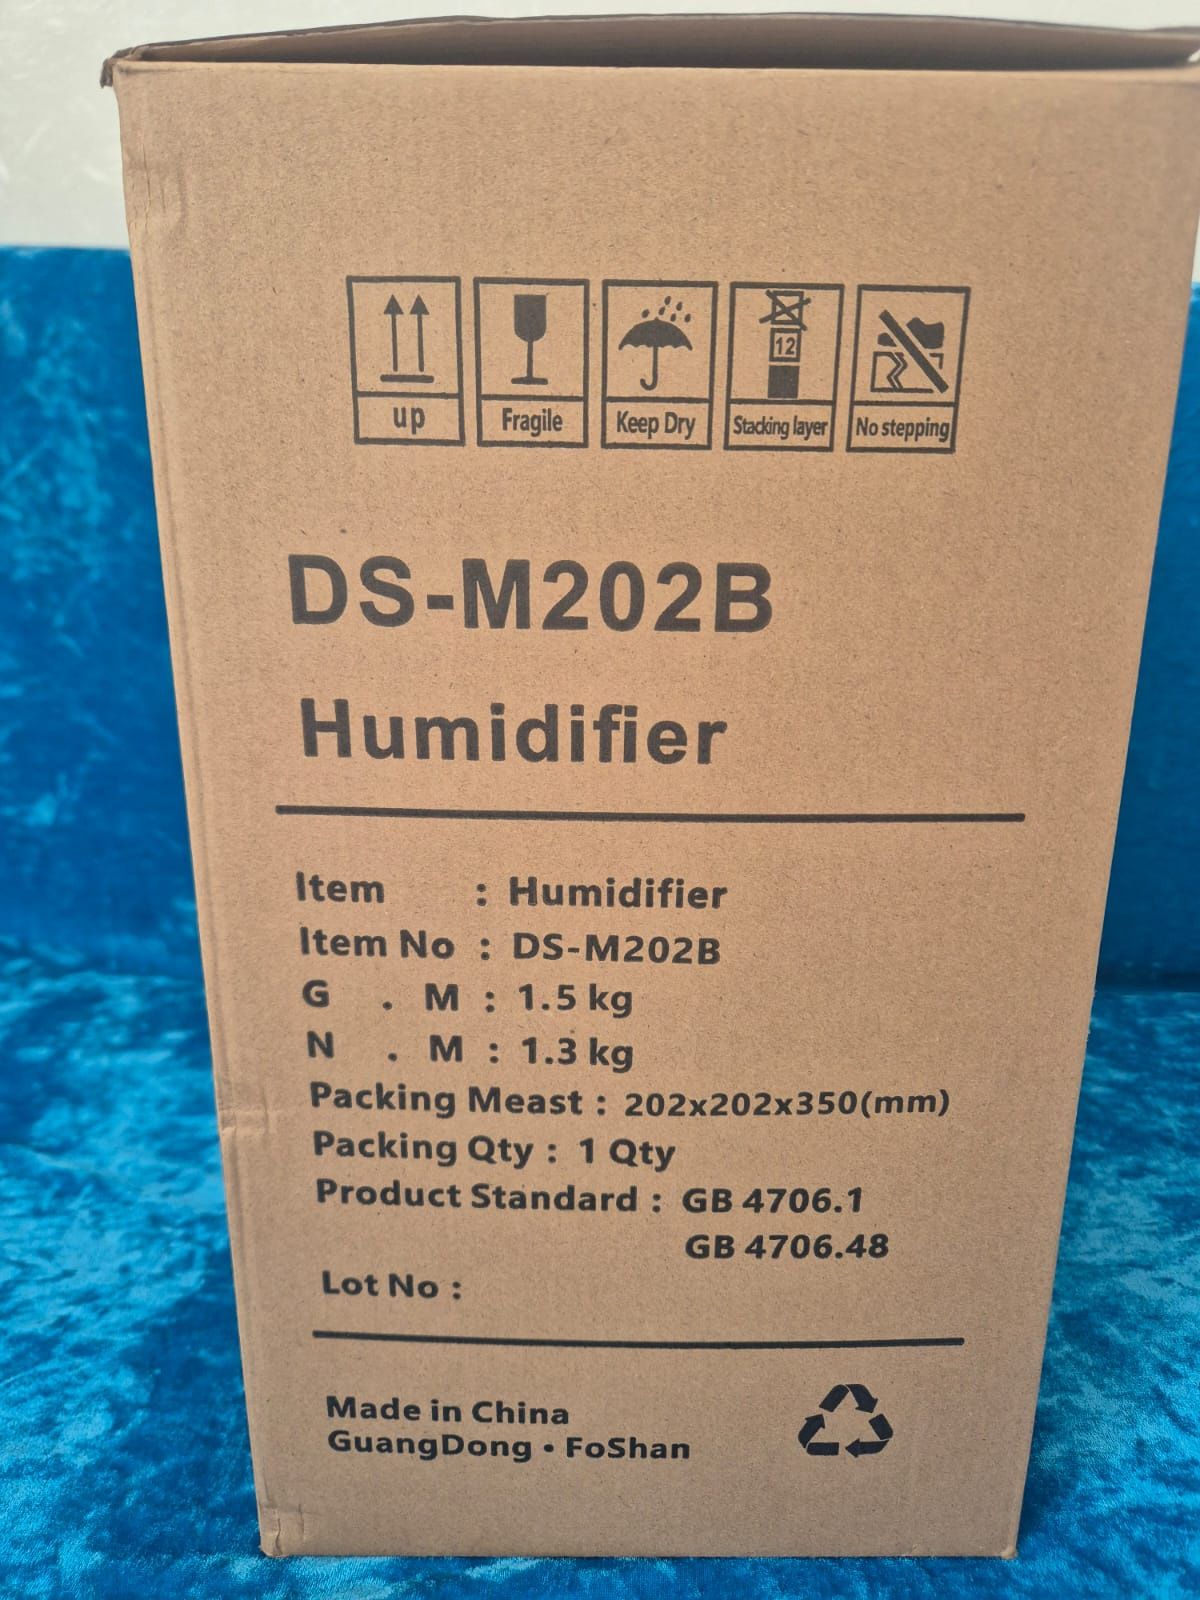 12
up
Fragile
Keep Dry
Stacking layer
No stepping
DS-M202B
Humidifier
Item : Humidifier
Item No : DS-M202B
G . M : 1.5 kg
N . M : 1.3 kg
Packing Meast : 202x202x350(mm)
Packing Qty : 1 Qty
Product Standard : GB 4706.1
GB 4706.48
Lot No :
Made in China
GuangDong • FoShan